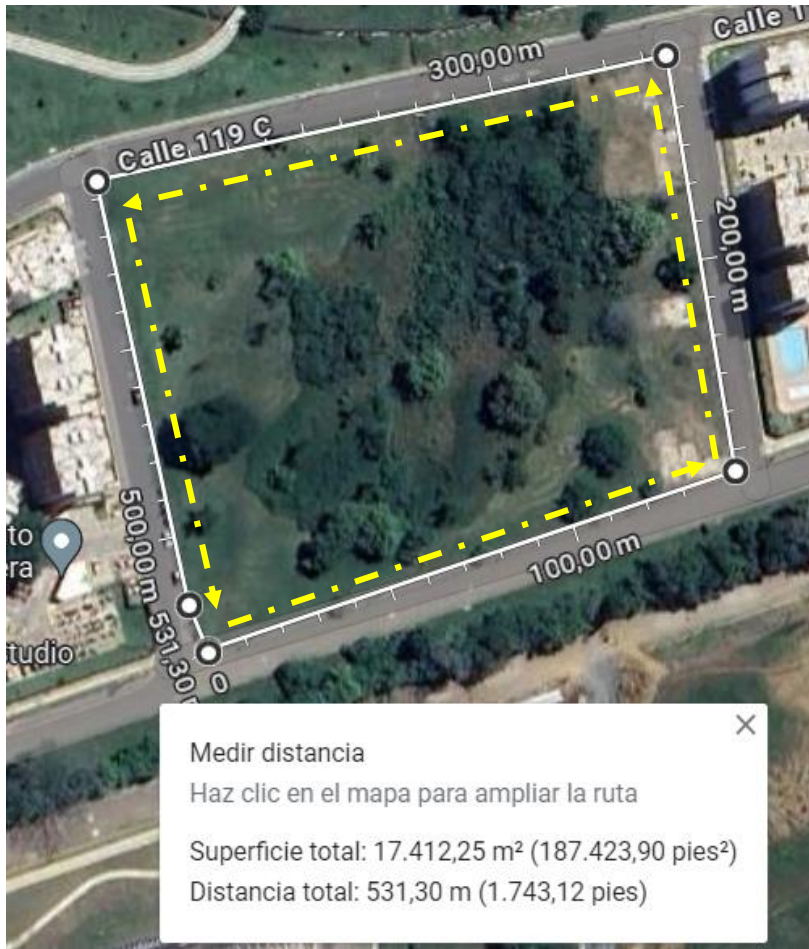 Calle 1
300,00 m
Calle 119 C
200,00 m
500,00 m
531,30
0
100,00 m
to
era
tudio
Medir distancia
Haz clic en el mapa para ampliar la ruta
Superficie total: 17.412,25 m² (187.423,90 pies²)
Distancia total: 531,30 m (1.743,12 pies)